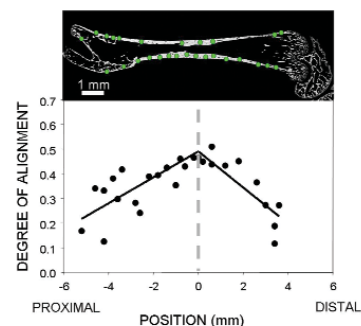 1 mm
DEGREE OF ALIGNMENT
0.7
0.6
0.5
0.4
0.3
0.2
0.1
0.0
-6 -4 -2 0 2 4 6
PROXIMAL DISTAL
POSITION (mm)